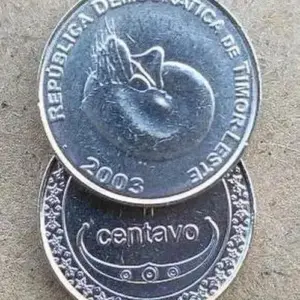 REPÚBLICA DEMOCRÁTICA DE TIMOR-LESTE
2003
centavo